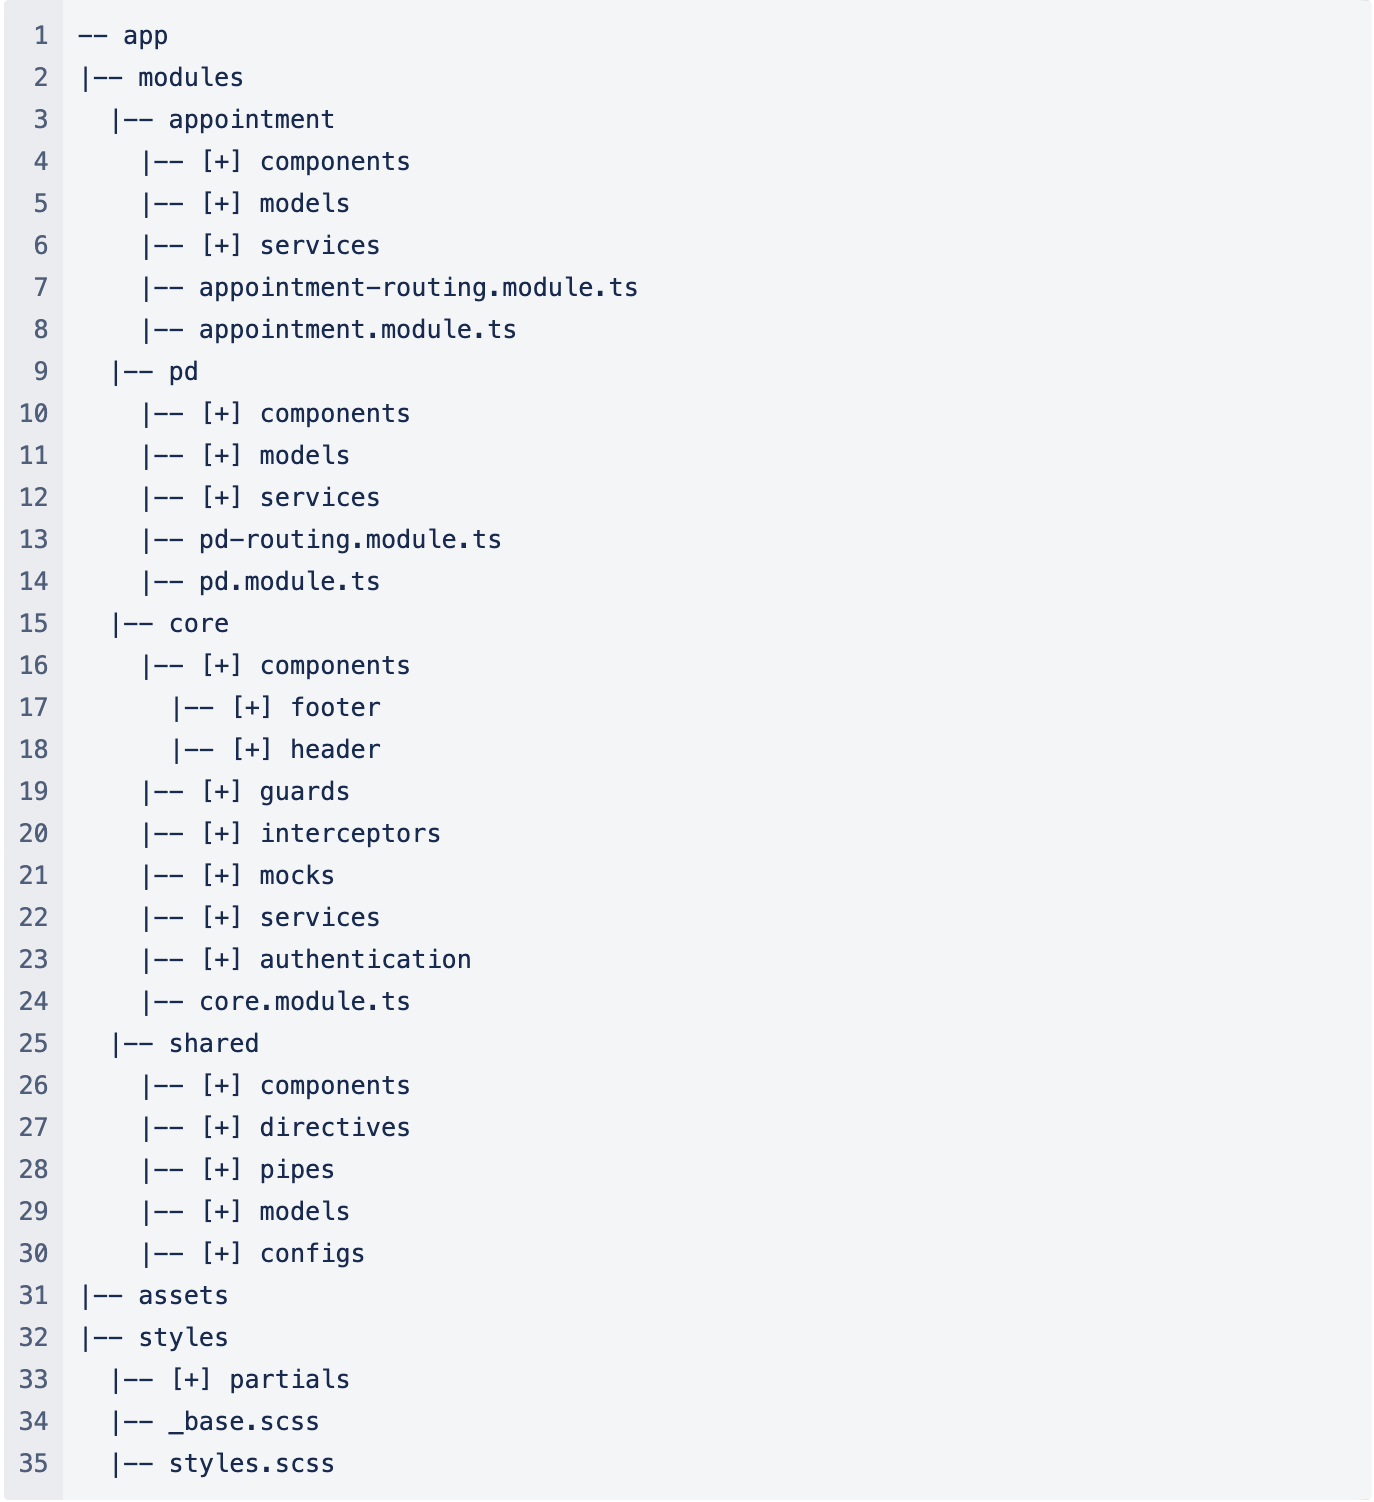 1 -- app
2 |-- modules
3   |-- appointment
4     |-- [+] components
5     |-- [+] models
6     |-- [+] services
7     |-- appointment-routing.module.ts
8     |-- appointment.module.ts
9   |-- pd
10     |-- [+] components
11     |-- [+] models
12     |-- [+] services
13     |-- pd-routing.module.ts
14     |-- pd.module.ts
15   |-- core
16     |-- [+] components
17       |-- [+] footer
18       |-- [+] header
19     |-- [+] guards
20     |-- [+] interceptors
21     |-- [+] mocks
22     |-- [+] services
23     |-- [+] authentication
24     |-- core.module.ts
25   |-- shared
26     |-- [+] components
27     |-- [+] directives
28     |-- [+] pipes
29     |-- [+] models
30     |-- [+] configs
31 |-- assets
32 |-- styles
33   |-- [+] partials
34   |-- _base.scss
35   |-- styles.scss